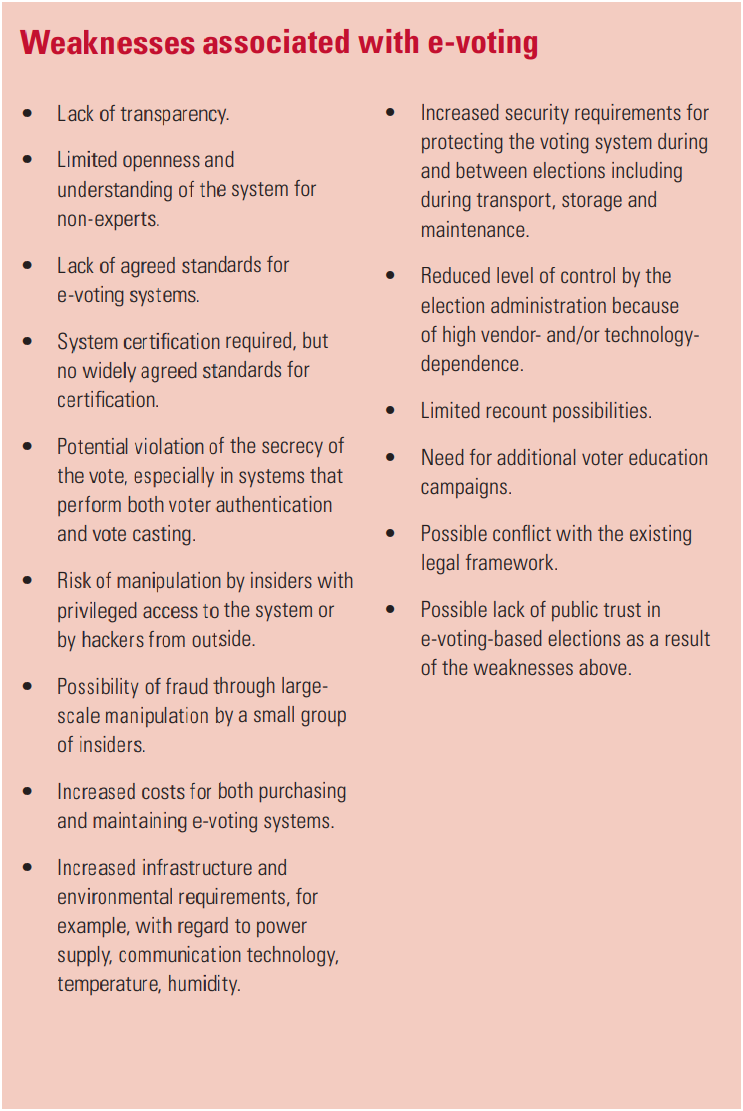 Weaknesses associated with e-voting
• Lack of transparency.
• Limited openness and
understanding of the system for
non-experts.
• Lack of agreed standards for
e-voting systems.
• System certification required, but
no widely agreed standards for
certification.
• Potential violation of the secrecy of
the vote, especially in systems that
perform both voter authentication
and vote casting.
• Risk of manipulation by insiders with
privileged access to the system or
by hackers from outside.
• Possibility of fraud through large-
scale manipulation by a small group
of insiders.
• Increased costs for both purchasing
and maintaining e-voting systems.
• Increased infrastructure and
environmental requirements, for
example, with regard to power
supply, communication technology,
temperature, humidity.
• Increased security requirements for
protecting the voting system during
and between elections including
during transport, storage and
maintenance.
• Reduced level of control by the
election administration because
of high vendor- and/or technology-
dependence.
• Limited recount possibilities.
• Need for additional voter education
campaigns.
• Possible conflict with the existing
legal framework.
• Possible lack of public trust in
e-voting-based elections as a result
of the weaknesses above.